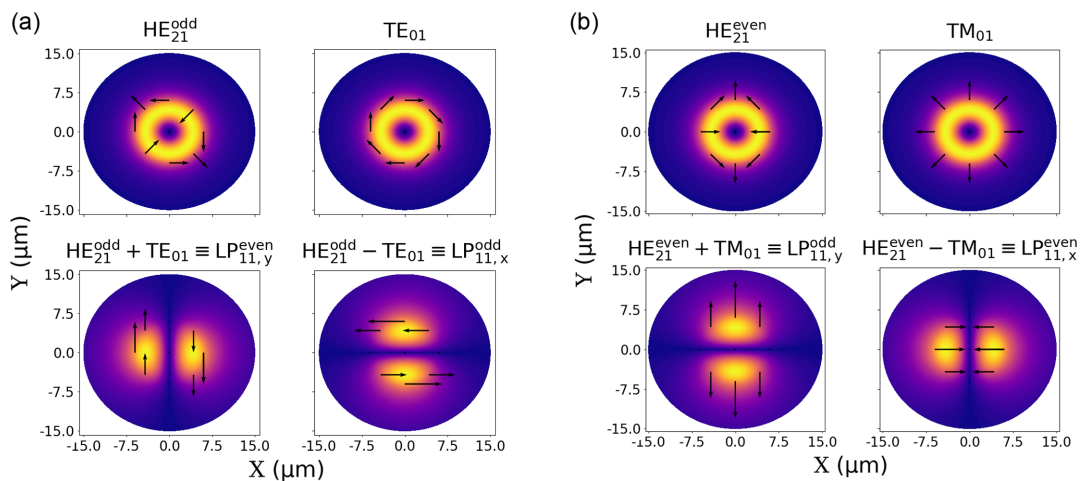 (a)
HE₂₁ᵒᵈᵈ
TE₀₁
15.0
7.5
0.0
-7.5
-15.0
HE₂₁ᵒᵈᵈ + TE₀₁ ≡ LP₁₁,ᵧᵉᵛᵉⁿ
HE₂₁ᵒᵈᵈ − TE₀₁ ≡ LP₁₁,ₓᵒᵈᵈ
15.0
7.5
0.0
-7.5
-15.0
-15.0 -7.5 0.0 7.5 15.0
-15.0 -7.5 0.0 7.5 15.0
X (μm)
Y (μm)
(b)
HE₂₁ᵉᵛᵉⁿ
TM₀₁
15.0
7.5
0.0
-7.5
-15.0
HE₂₁ᵉᵛᵉⁿ + TM₀₁ ≡ LP₁₁,ᵧᵒᵈᵈ
HE₂₁ᵉᵛᵉⁿ − TM₀₁ ≡ LP₁₁,ₓᵉᵛᵉⁿ
15.0
7.5
0.0
-7.5
-15.0
-15.0 -7.5 0.0 7.5 15.0
-15.0 -7.5 0.0 7.5 15.0
X (μm)
Y (μm)